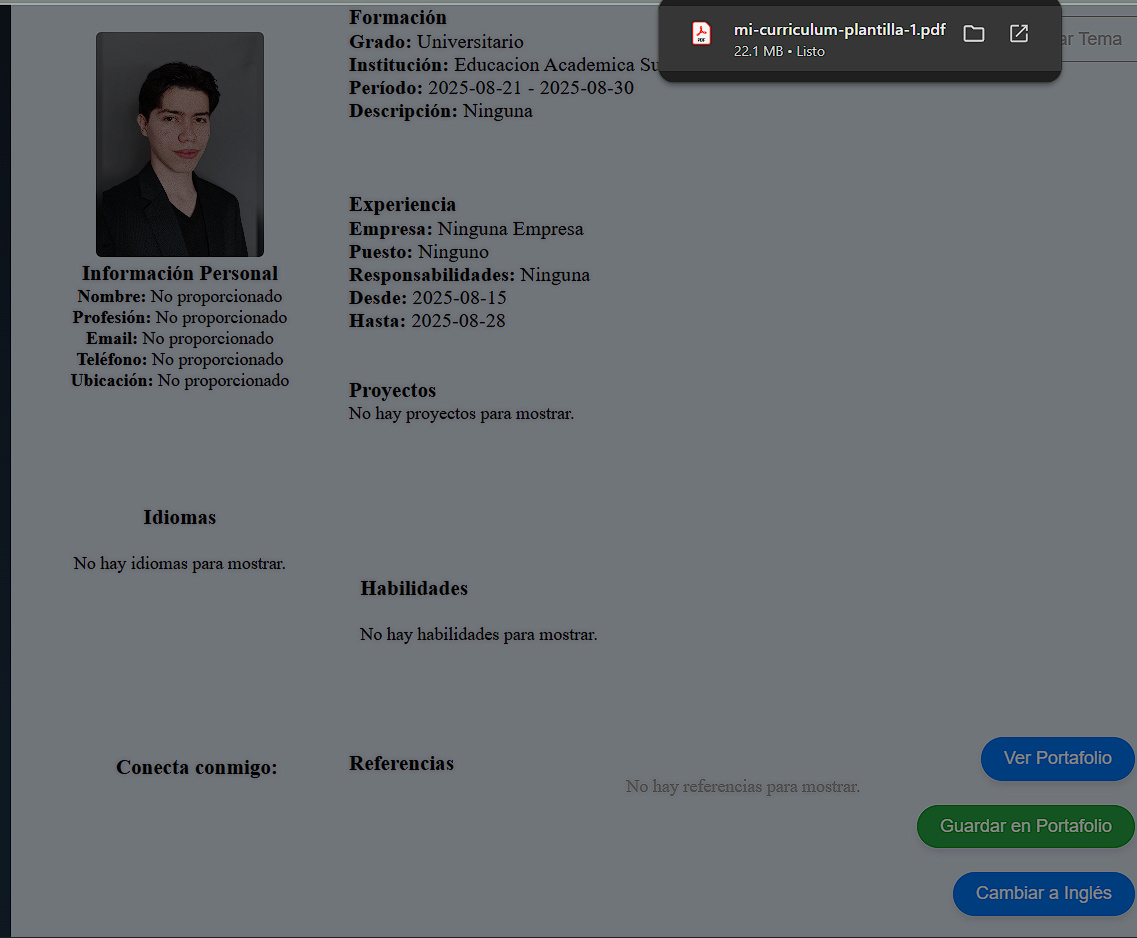 mi-curriculum-plantilla-1.pdf
22.1 MB • Listo
ar Tema
Información Personal
Nombre: No proporcionado
Profesión: No proporcionado
Email: No proporcionado
Teléfono: No proporcionado
Ubicación: No proporcionado
Idiomas
No hay idiomas para mostrar.
Conecta conmigo:
Formación
Grado: Universitario
Institución: Educacion Academica Su
Período: 2025-08-21 - 2025-08-30
Descripción: Ninguna
Experiencia
Empresa: Ninguna Empresa
Puesto: Ninguno
Responsabilidades: Ninguna
Desde: 2025-08-15
Hasta: 2025-08-28
Proyectos
No hay proyectos para mostrar.
Habilidades
No hay habilidades para mostrar.
Referencias
No hay referencias para mostrar.
Ver Portafolio
Guardar en Portafolio
Cambiar a Inglés